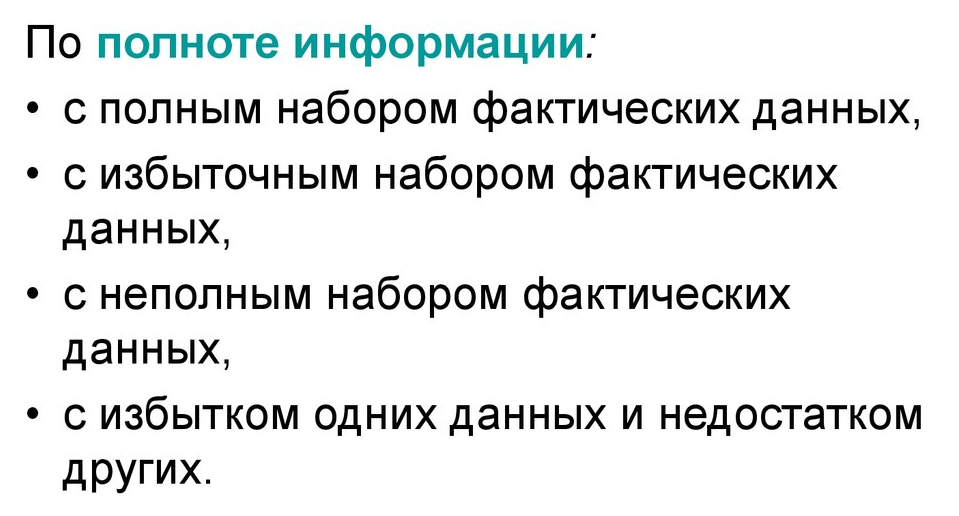 По полноте информации:
• с полным набором фактических данных,
• с избыточным набором фактических
данных,
• с неполным набором фактических
данных,
• с избытком одних данных и недостатком
других.